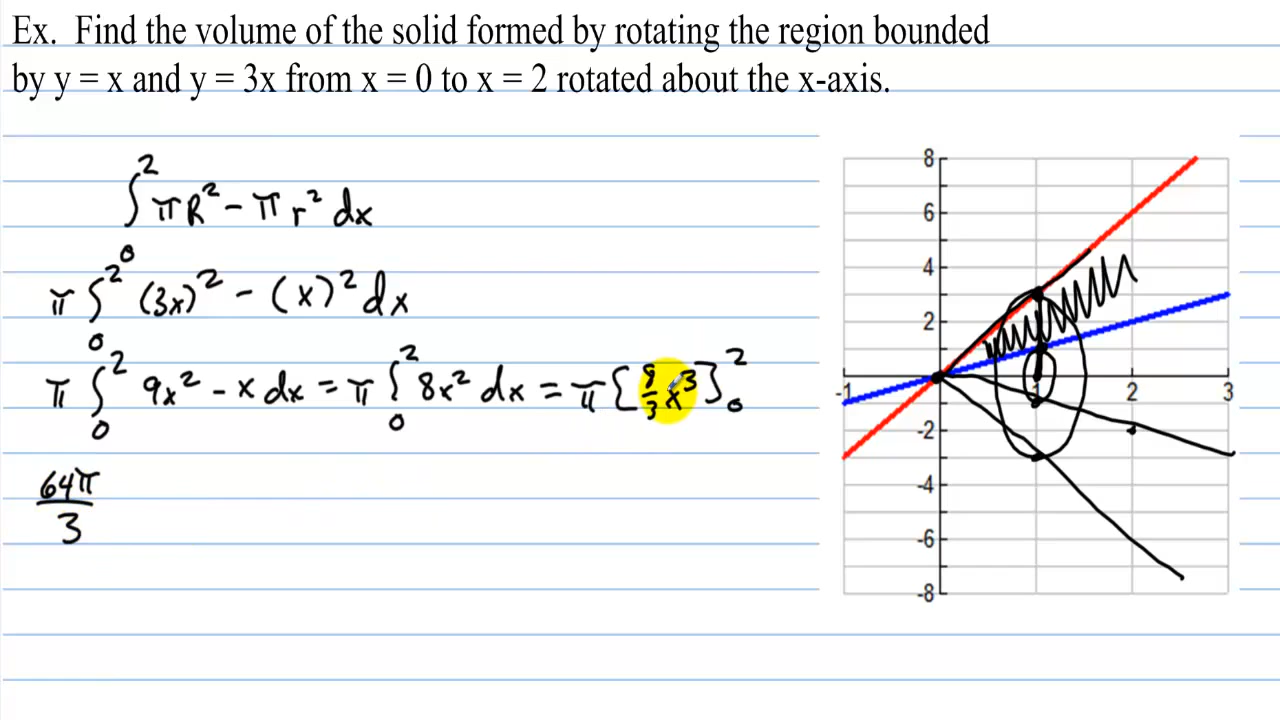 Ex. Find the volume of the solid formed by rotating the region bounded
by y = x and y = 3x from x = 0 to x = 2 rotated about the x-axis.
∫₀² πR² − πr² dx
π ∫₀² (3x)² − (x)² dx
π ∫₀² 9x² − x dx = π ∫₀² 8x² dx = π [8/3 x³]₀²
64π/3
8
6
4
2
-1 1 2 3
-2
-4
-6
-8